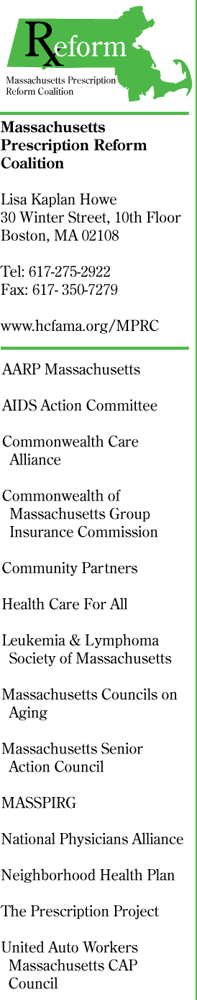 Rx eform
Massachusetts Prescription
Reform Coalition
Massachusetts
Prescription Reform
Coalition
Lisa Kaplan Howe
30 Winter Street, 10th Floor
Boston, MA 02108
Tel: 617-275-2922
Fax: 617- 350-7279
www.hcfama.org/MPRC
AARP Massachusetts
AIDS Action Committee
Commonwealth Care
Alliance
Commonwealth of
Massachusetts Group
Insurance Commission
Community Partners
Health Care For All
Leukemia & Lymphoma
Society of Massachusetts
Massachusetts Councils on
Aging
Massachusetts Senior
Action Council
MASSPIRG
National Physicians Alliance
Neighborhood Health Plan
The Prescription Project
United Auto Workers
Massachusetts CAP
Council